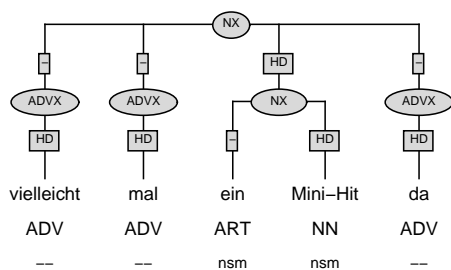 NX
– – HD –
ADVX ADVX NX ADVX
HD HD – HD HD
vielleicht mal ein Mini−Hit da
ADV ADV ART NN ADV
−− −− nsm nsm −−